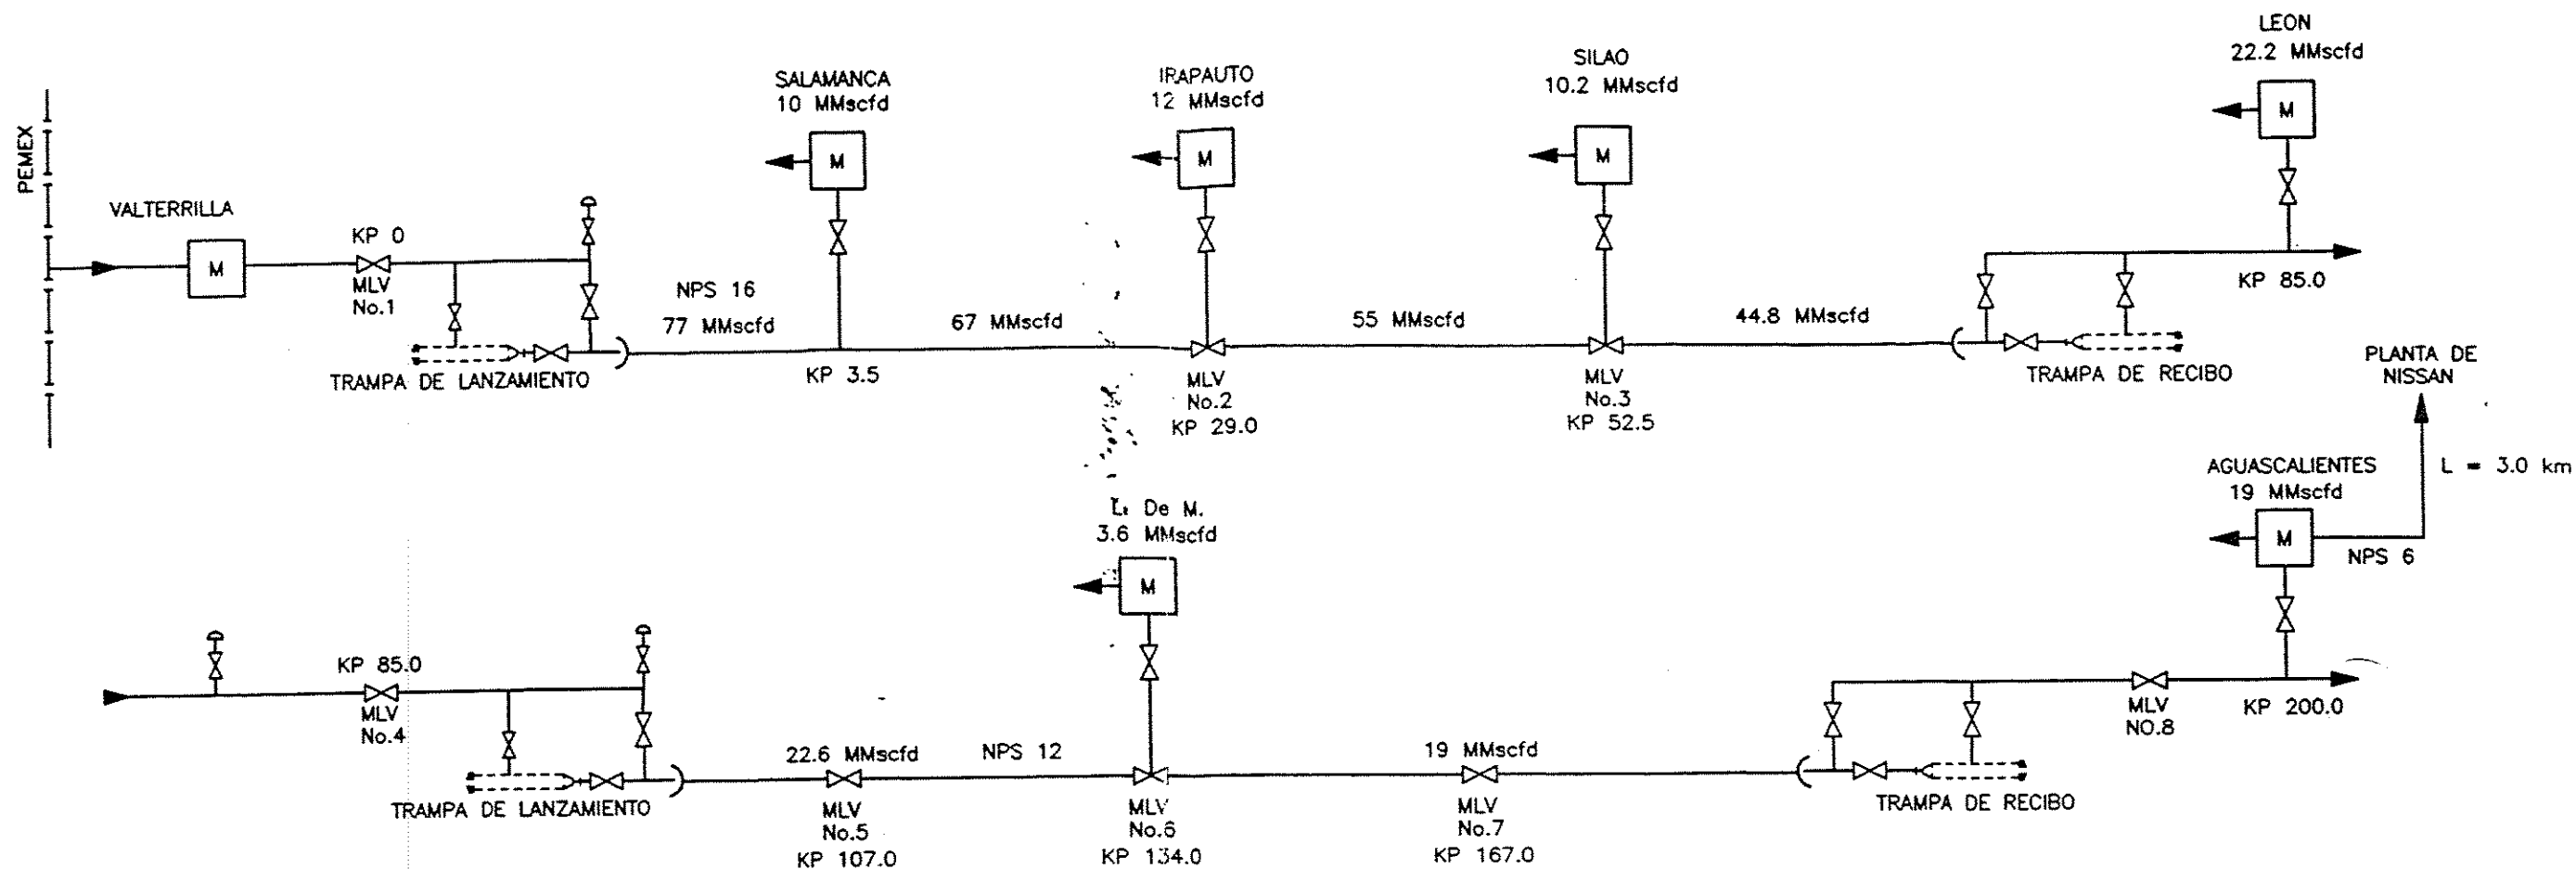 PEMEX
VALTERRILLA
M
KP 0
MLV
No.1
TRAMPA DE LANZAMIENTO
NPS 16
77 MMscfd
SALAMANCA
10 MMscfd
M
KP 3.5
67 MMscfd
IRAPAUTO
12 MMscfd
M
MLV
No.2
KP 29.0
55 MMscfd
SILAO
10.2 MMscfd
M
MLV
No.3
KP 52.5
44.8 MMscfd
LEON
22.2 MMscfd
M
KP 85.0
TRAMPA DE RECIBO
PLANTA DE
NISSAN
L = 3.0 km
AGUASCALIENTES
19 MMscfd
M
NPS 6
KP 85.0
MLV
No.4
TRAMPA DE LANZAMIENTO
22.6 MMscfd
MLV
No.5
KP 107.0
NPS 12
L. De M.
3.6 MMscfd
M
MLV
No.6
KP 134.0
19 MMscfd
MLV
No.7
KP 167.0
TRAMPA DE RECIBO
MLV
NO.8
KP 200.0